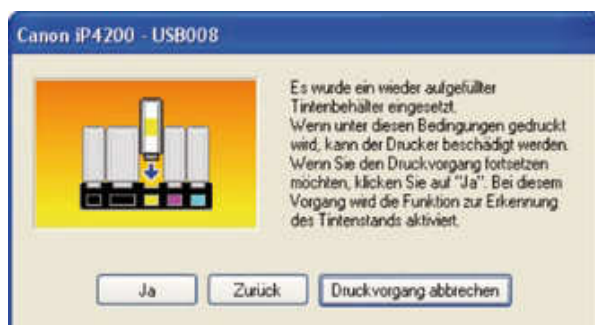 Canon iP4200 - USB008
Es wurde ein wieder aufgefüllter
Tintenbehälter eingesetzt.
Wenn unter diesen Bedingungen gedruckt
wird, kann der Drucker beschädigt werden.
Wenn Sie den Druckvorgang fortsetzen
möchten, klicken Sie auf "Ja". Bei diesem
Vorgang wird die Funktion zur Erkennung
des Tintenstands aktiviert.
Ja
Zurück
Druckvorgang abbrechen